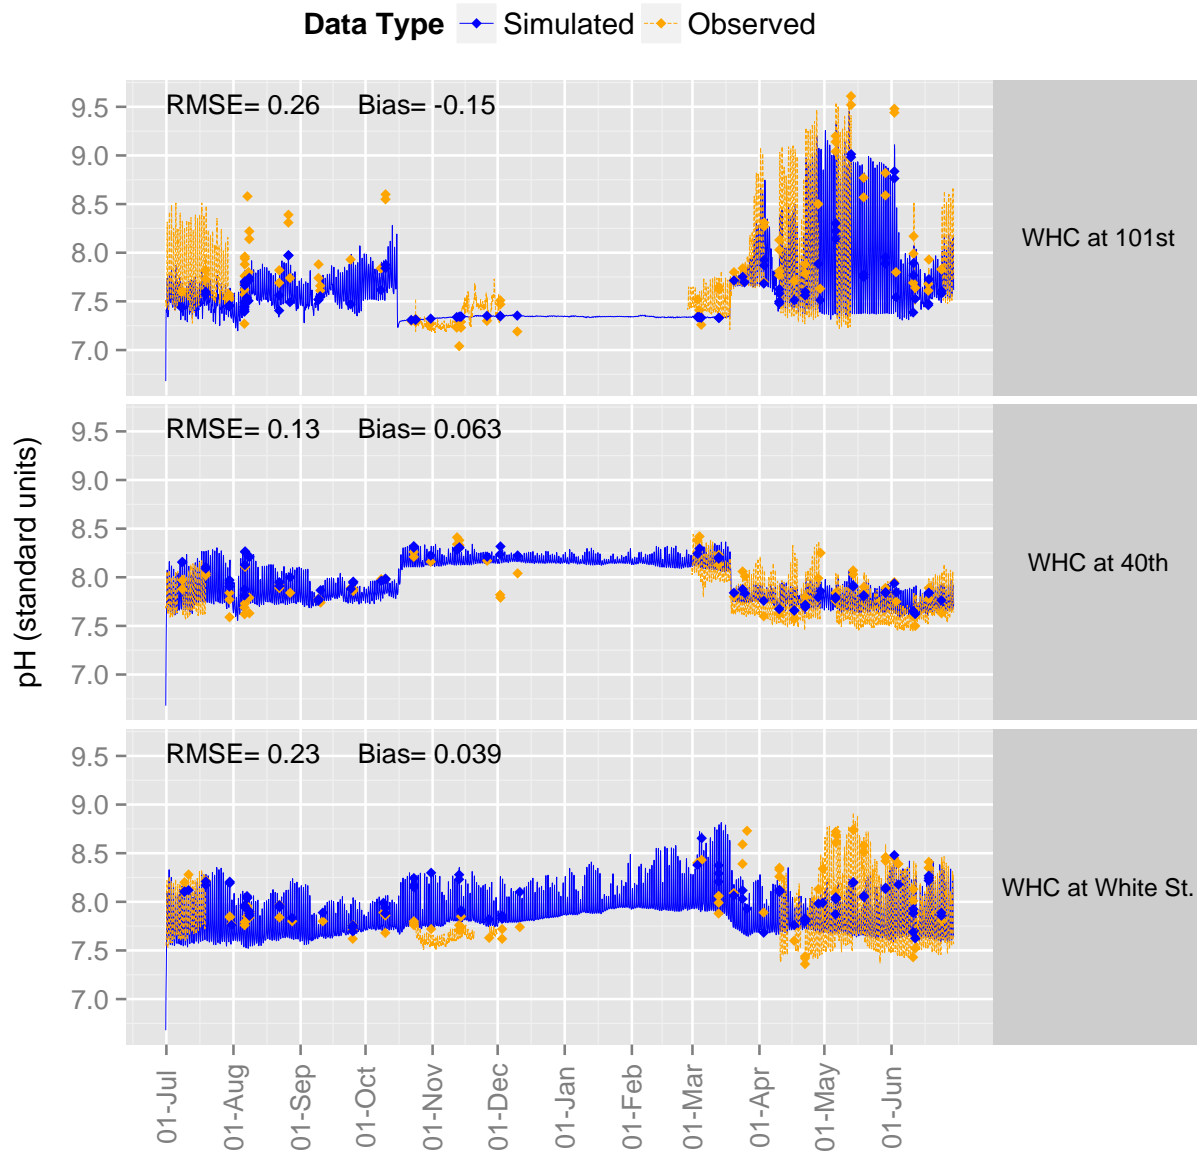 Data Type Simulated Observed
RMSE= 0.26 Bias= -0.15
9.5
9.0
8.5
8.0
7.5
7.0
WHC at 101st
RMSE= 0.13 Bias= 0.063
9.5
9.0
8.5
8.0
7.5
7.0
WHC at 40th
RMSE= 0.23 Bias= 0.039
9.5
9.0
8.5
8.0
7.5
7.0
WHC at White St.
pH (standard units)
01-Jul
01-Aug
01-Sep
01-Oct
01-Nov
01-Dec
01-Jan
01-Feb
01-Mar
01-Apr
01-May
01-Jun